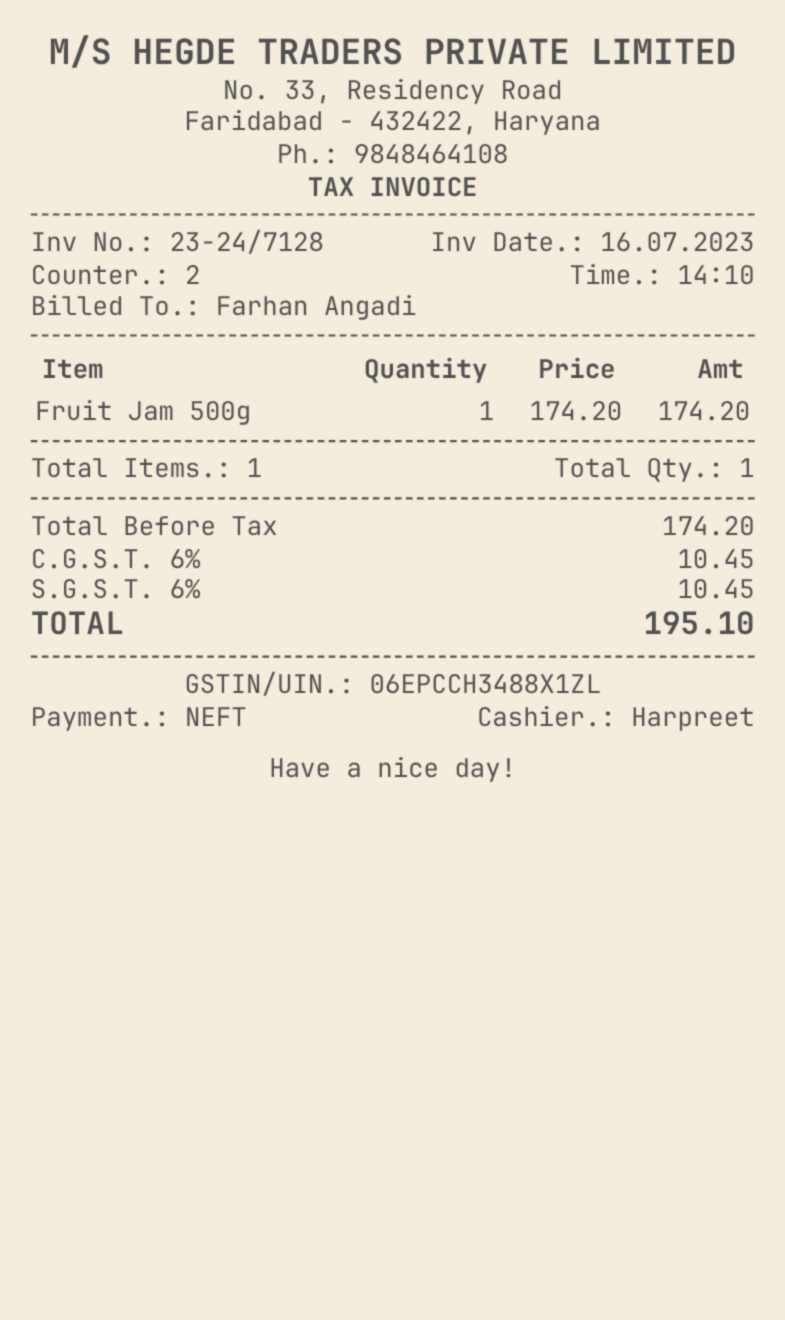 M/S HEGDE TRADERS PRIVATE LIMITED
No. 33, Residency Road
Faridabad - 432422, Haryana
Ph.: 9848464108
TAX INVOICE
Inv No.: 23-24/7128 Inv Date.: 16.07.2023
Counter.: 2 Time.: 14:10
Billed To.: Farhan Angadi
Item Quantity Price Amt
Fruit Jam 500g 1 174.20 174.20
Total Items.: 1 Total Qty.: 1
Total Before Tax 174.20
C.G.S.T. 6% 10.45
S.G.S.T. 6% 10.45
TOTAL 195.10
GSTIN/UIN.: 06EPCCH3488X1ZL
Payment.: NEFT Cashier.: Harpreet
Have a nice day!